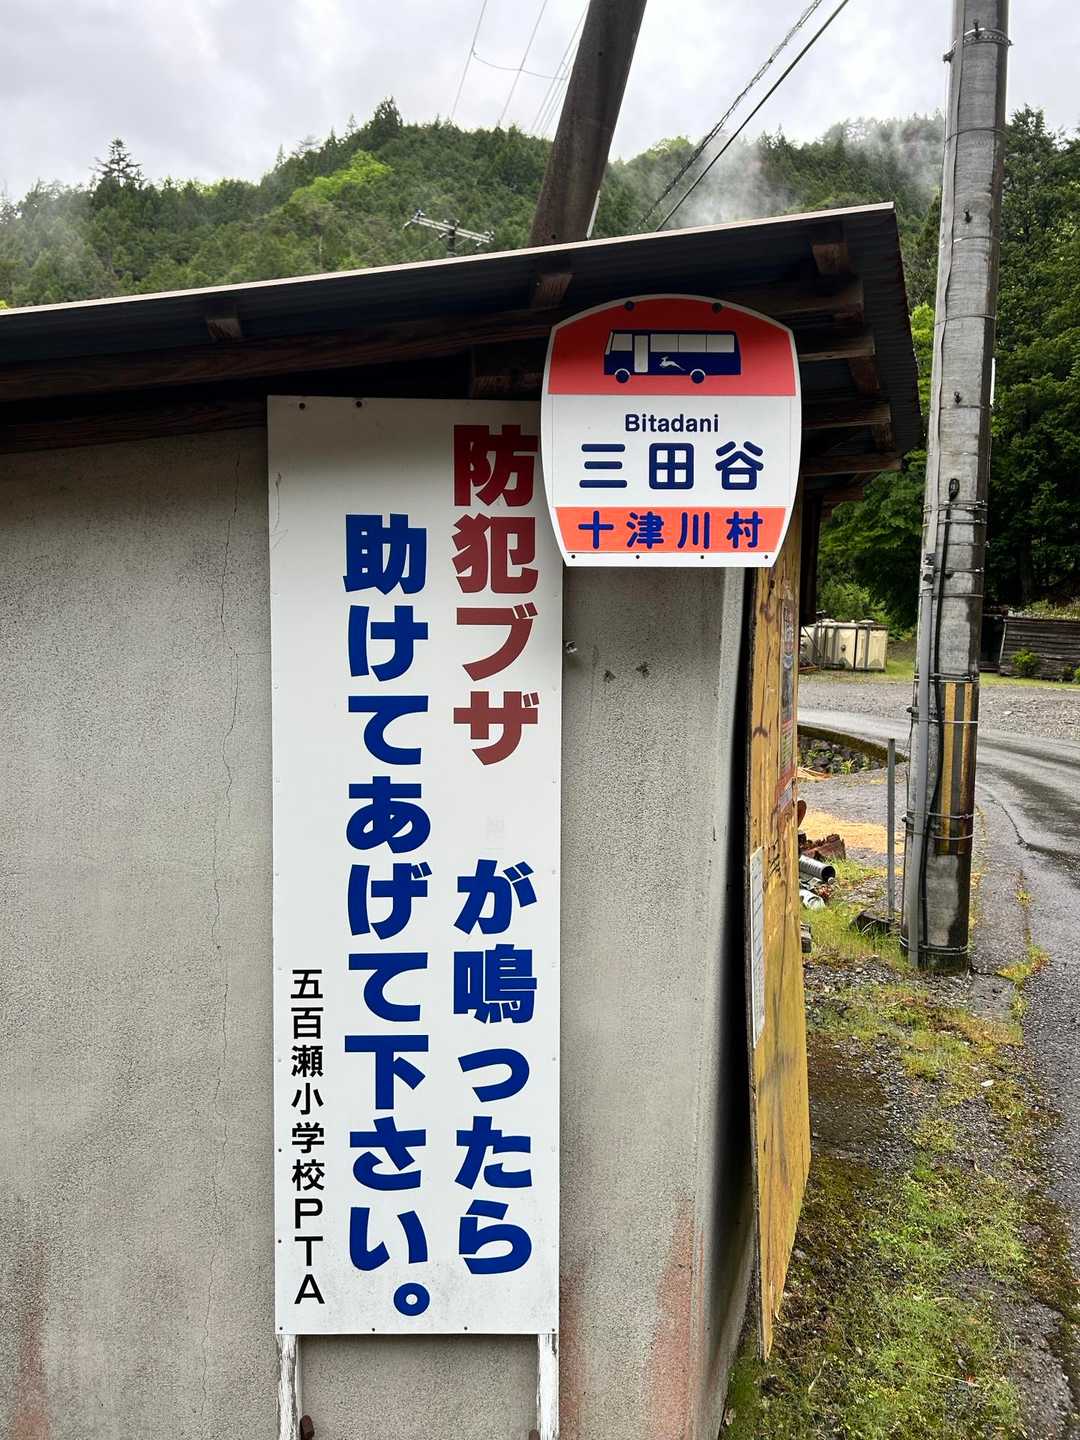 Bitadani
三田谷
十津川村
防犯ブザーが鳴ったら
助けてあげて下さい。
五百瀬小学校PTA